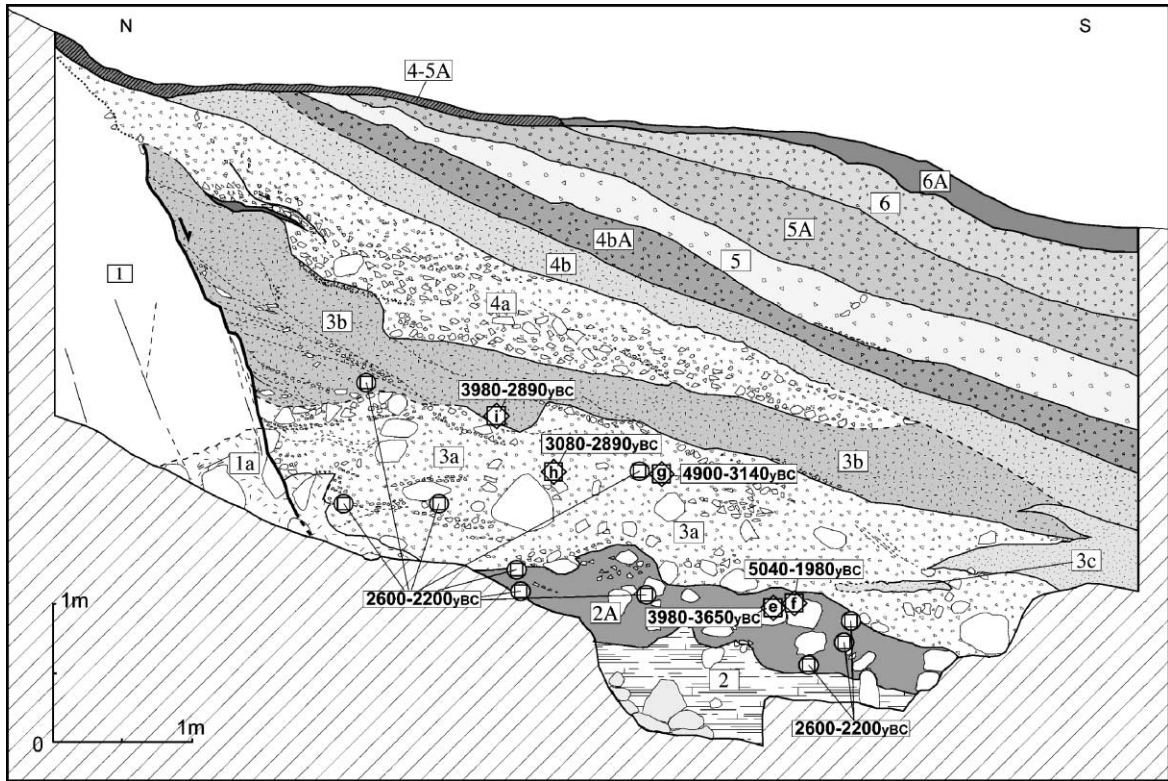 N
S
4-5A
6A
6
5A
4bA
5
4b
1
4a
3b
3980-2890yBC
i
3080-2890yBC
1a
3a
h
g
4900-3140yBC
3b
3a
5040-1980yBC
3c
1m
2600-2200yBC
2A
3980-3650yBC
e
f
2
1m
0
2600-2200yBC